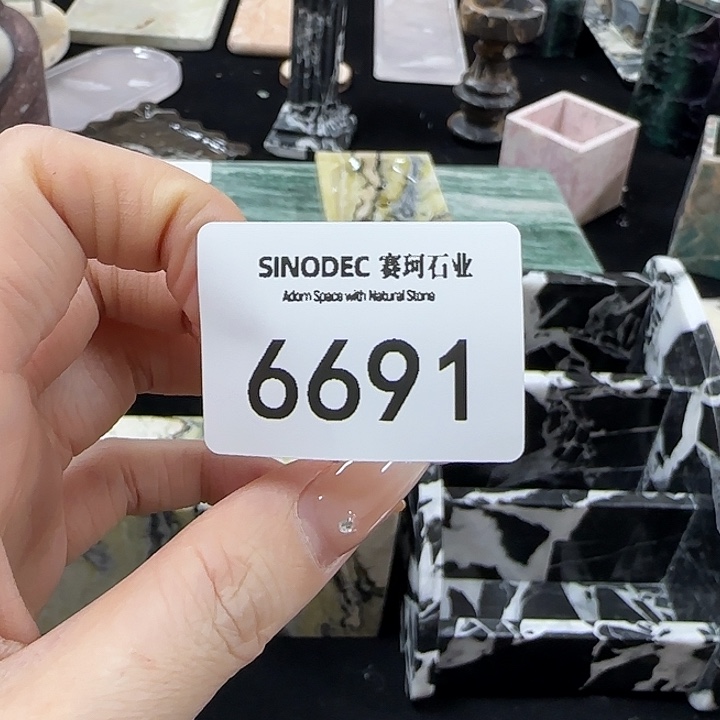 SINODEC 赛珂石业
Adorn Space with Natural Stone
6691